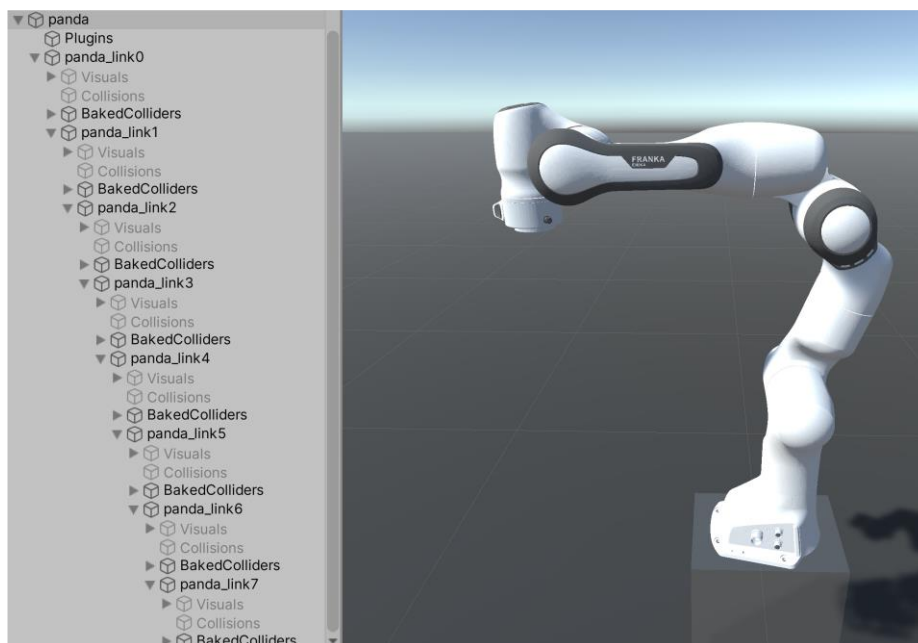 panda
Plugins
panda_link0
Visuals
Collisions
BakedColliders
panda_link1
Visuals
Collisions
BakedColliders
panda_link2
Visuals
Collisions
BakedColliders
panda_link3
Visuals
Collisions
BakedColliders
panda_link4
Visuals
Collisions
BakedColliders
panda_link5
Visuals
Collisions
BakedColliders
panda_link6
Visuals
Collisions
BakedColliders
panda_link7
Visuals
Collisions
BakedColliders
FRANKA